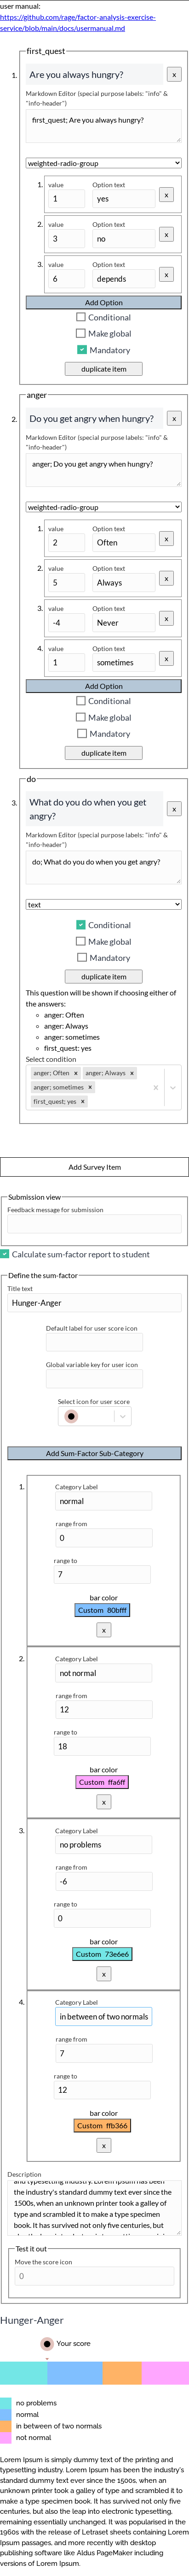 user manual:
https://github.com/rage/factor-analysis-exercise-
service/blob/main/docs/usermanual.md
first_quest
1.
Are you always hungry?
x
Markdown Editor (special purpose labels: "info" &
"info-header")
first_quest; Are you always hungry?
weighted-radio-group
1. value Option text
1 yes x
2. value Option text
3 no x
3. value Option text
6 depends x
Add Option
Conditional
Make global
Mandatory
duplicate item
anger
2.
Do you get angry when hungry?
x
Markdown Editor (special purpose labels: "info" &
"info-header")
anger; Do you get angry when hungry?
weighted-radio-group
1. value Option text
2 Often x
2. value Option text
5 Always x
3. value Option text
-4 Never x
4. value Option text
1 sometimes x
Add Option
Conditional
Make global
Mandatory
duplicate item
do
3.
What do you do when you get
angry?
x
Markdown Editor (special purpose labels: "info" &
"info-header")
do; What do you do when you get angry?
text
Conditional
Make global
Mandatory
duplicate item
This question will be shown if choosing either of
the answers:
anger: Often
anger: Always
anger: sometimes
first_quest: yes
Select condition
anger; Often x anger; Always x
anger; sometimes x
first_quest; yes x
Add Survey Item
Submission view
Feedback message for submission
Calculate sum-factor report to student
Define the sum-factor
Title text
Hunger-Anger
Default label for user score icon
Global variable key for user icon
Select icon for user score
Add Sum-Factor Sub-Category
1.
Category Label
normal
range from
0
range to
7
bar color
Custom 80bfff
x
2.
Category Label
not normal
range from
12
range to
18
bar color
Custom ffa6ff
x
3.
Category Label
no problems
range from
-6
range to
0
bar color
Custom 73e6e6
x
4.
Category Label
in between of two normals
range from
7
range to
12
bar color
Custom ffb366
x
Description
and typesetting industry. Lorem Ipsum has been
the industry's standard dummy text ever since the
1500s, when an unknown printer took a galley of
type and scrambled it to make a type specimen
book. It has survived not only five centuries, but
Test it out
Move the score icon
0
Hunger-Anger
Your score
no problems
normal
in between of two normals
not normal
Lorem Ipsum is simply dummy text of the printing and
typesetting industry. Lorem Ipsum has been the industry's
standard dummy text ever since the 1500s, when an
unknown printer took a galley of type and scrambled it to
make a type specimen book. It has survived not only five
centuries, but also the leap into electronic typesetting,
remaining essentially unchanged. It was popularised in the
1960s with the release of Letraset sheets containing Lorem
Ipsum passages, and more recently with desktop
publishing software like Aldus PageMaker including
versions of Lorem Ipsum.